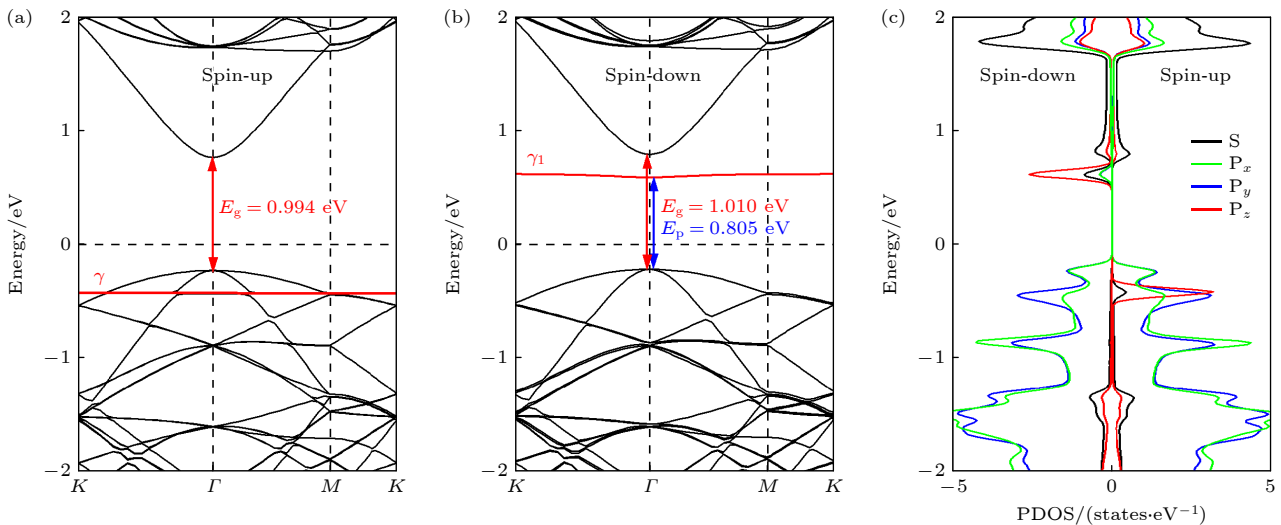 (a)
2
1
0
−1
−2
Energy/eV
Spin-up
E_g = 0.994 eV
γ
K
Γ
M
K
(b)
2
1
0
−1
−2
Energy/eV
Spin-down
γ₁
E_g = 1.010 eV
E_p = 0.805 eV
K
Γ
M
K
(c)
2
1
0
−1
−2
Energy/eV
Spin-down
Spin-up
S
Pₓ
P_y
P_z
−5
0
5
PDOS/(states·eV⁻¹)